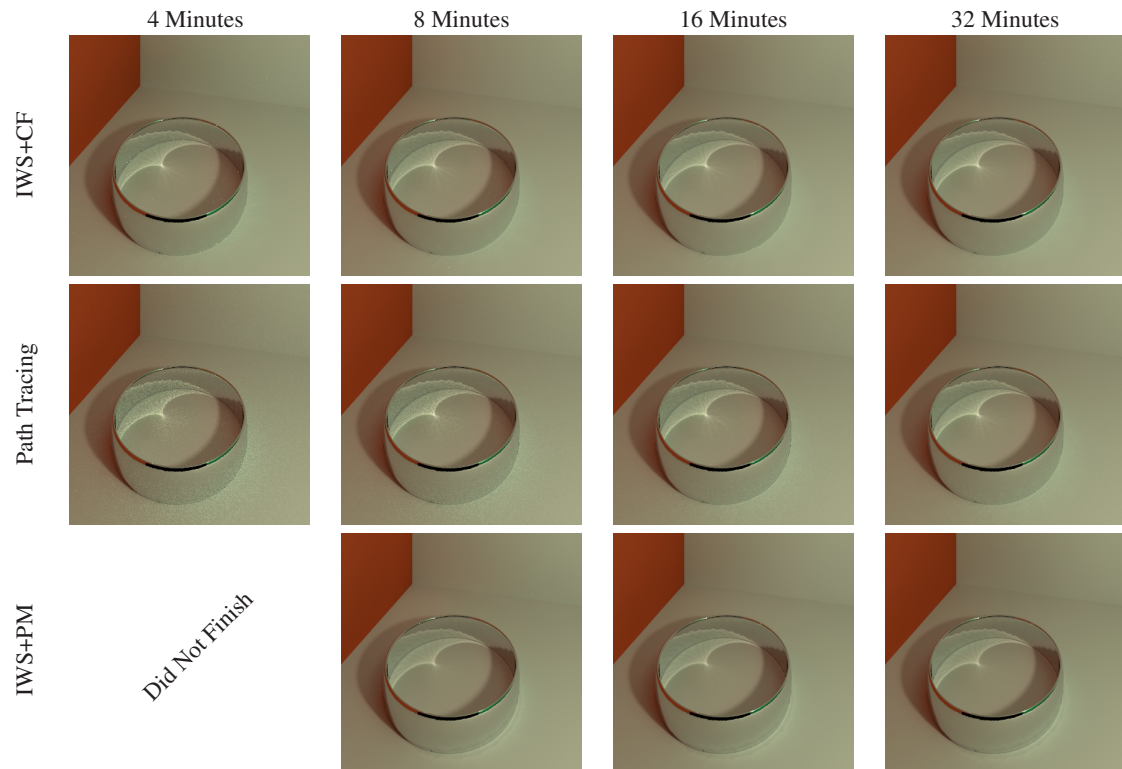 4 Minutes
8 Minutes
16 Minutes
32 Minutes
IWS+CF
Path Tracing
IWS+PM
Did Not Finish